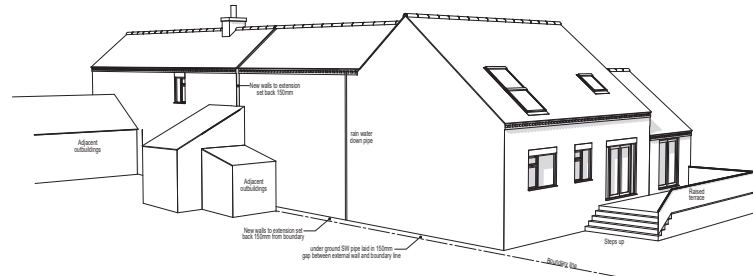 New walls to extension
set back 150mm
Adjacent
outbuildings
rain water
down pipe
Adjacent
outbuildings
Raised
terrace
New walls to extension set
back 150mm from boundary
Steps up
under ground SW pipe laid in 150mm
gap between external wall and boundary line
Boundary line